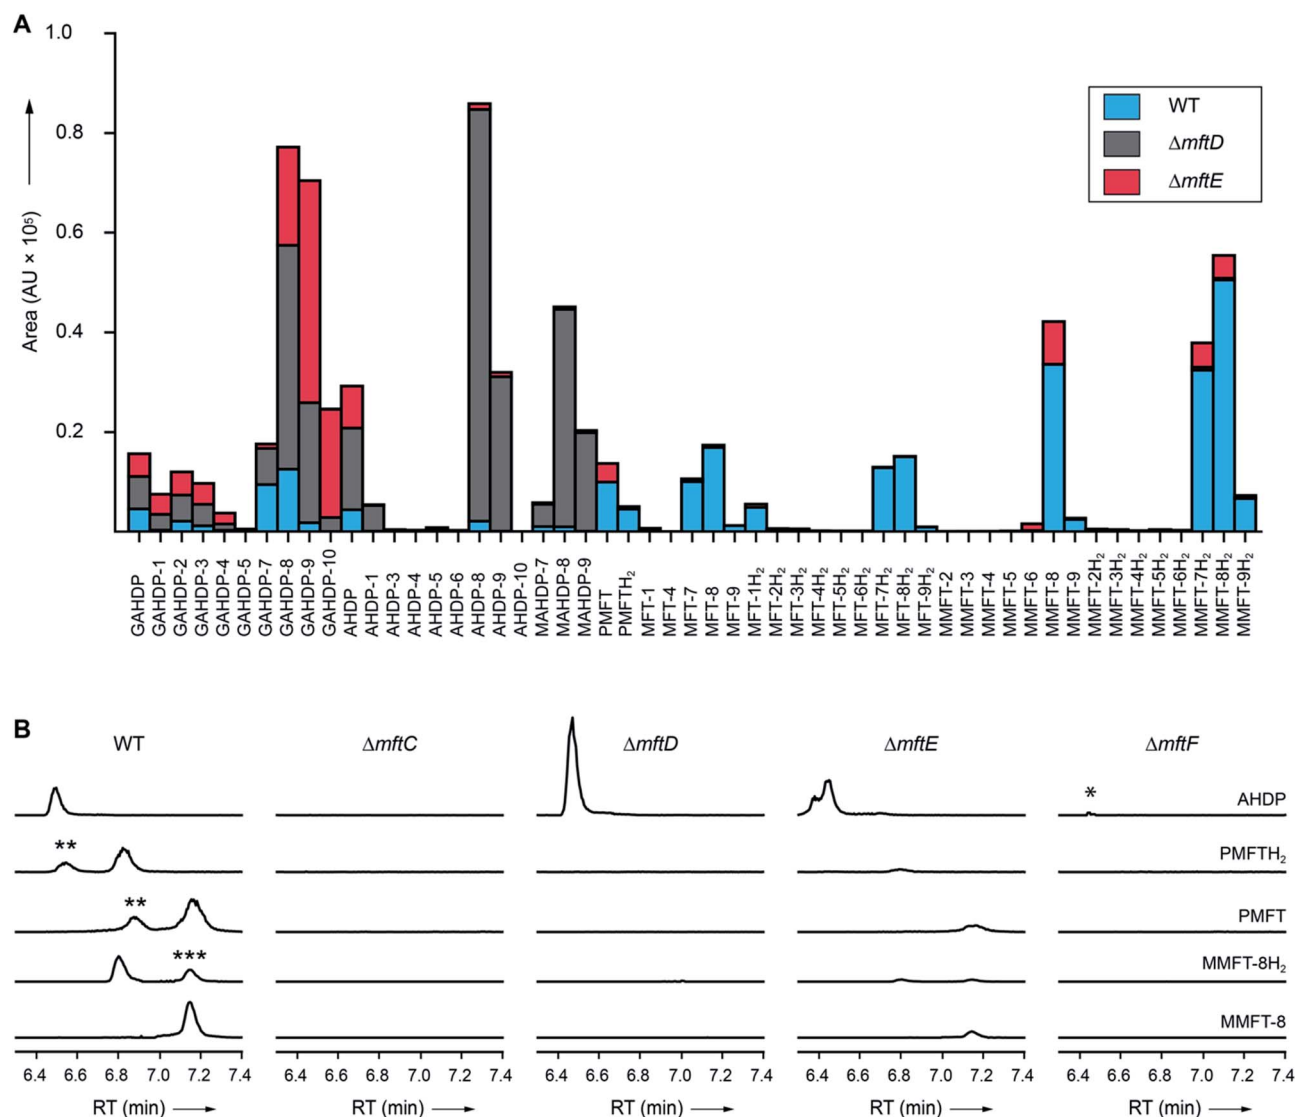 A
1.0
0.8
0.6
0.4
0.2
Area (AU × 10⁵)
WT
ΔmftD
ΔmftE
GAHDP
GAHDP-1
GAHDP-2
GAHDP-3
GAHDP-4
GAHDP-5
GAHDP-7
GAHDP-8
GAHDP-9
GAHDP-10
AHDP
AHDP-1
AHDP-3
AHDP-4
AHDP-5
AHDP-6
AHDP-8
AHDP-9
AHDP-10
MAHDP-7
MAHDP-8
MAHDP-9
PMFT
PMFTH₂
MFT-1
MFT-4
MFT-7
MFT-8
MFT-9
MFT-1H₂
MFT-2H₂
MFT-3H₂
MFT-4H₂
MFT-5H₂
MFT-6H₂
MFT-7H₂
MFT-8H₂
MFT-9H₂
MMFT-2
MMFT-3
MMFT-4
MMFT-5
MMFT-6
MMFT-8
MMFT-9
MMFT-2H₂
MMFT-3H₂
MMFT-4H₂
MMFT-5H₂
MMFT-6H₂
MMFT-7H₂
MMFT-8H₂
MMFT-9H₂
B
WT ΔmftC ΔmftD ΔmftE ΔmftF
* AHDP
** PMFTH₂
** PMFT
*** MMFT-8H₂
MMFT-8
6.4 6.6 7.0 7.2 7.4 6.4 6.6 7.0 7.2 7.4 6.4 6.6 7.0 7.2 7.4 6.4 6.6 7.0 7.2 7.4 6.4 6.6 7.0 7.2 7.4
RT (min) RT (min) RT (min) RT (min) RT (min)